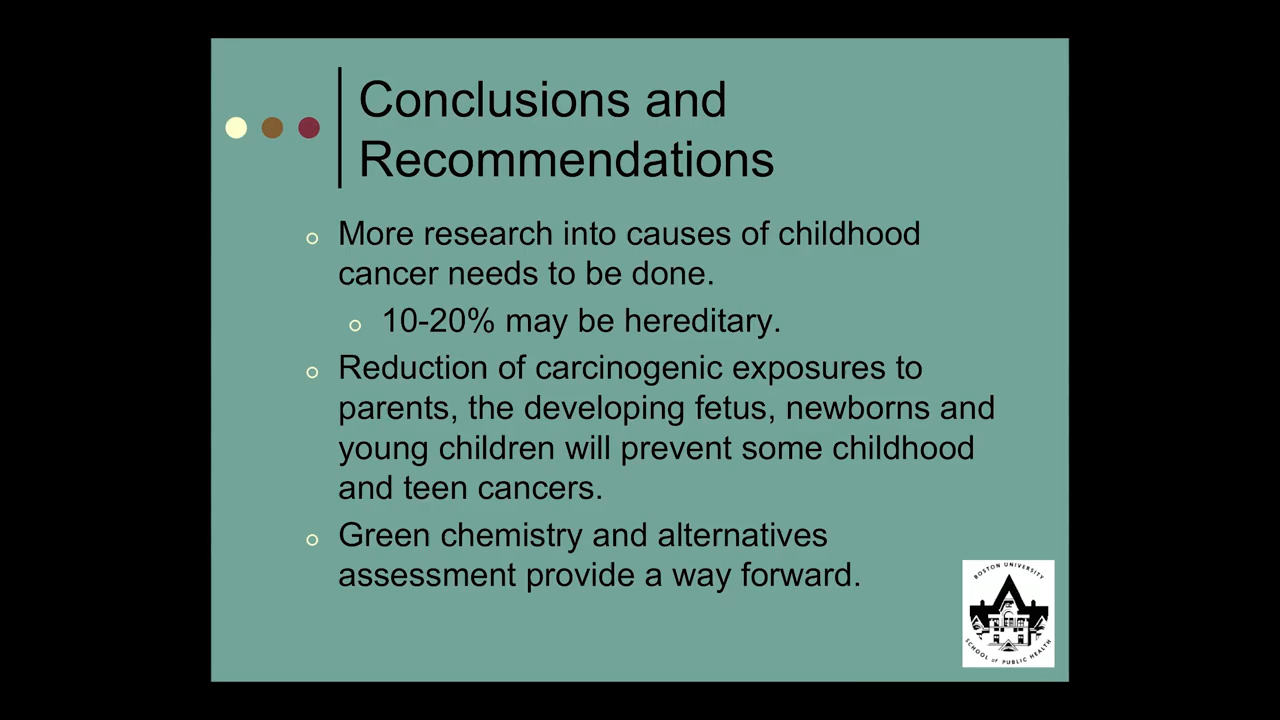 Conclusions and
Recommendations
More research into causes of childhood
cancer needs to be done.
10-20% may be hereditary.
Reduction of carcinogenic exposures to
parents, the developing fetus, newborns and
young children will prevent some childhood
and teen cancers.
Green chemistry and alternatives
assessment provide a way forward.
BOSTON UNIVERSITY
SCHOOL of PUBLIC HEALTH